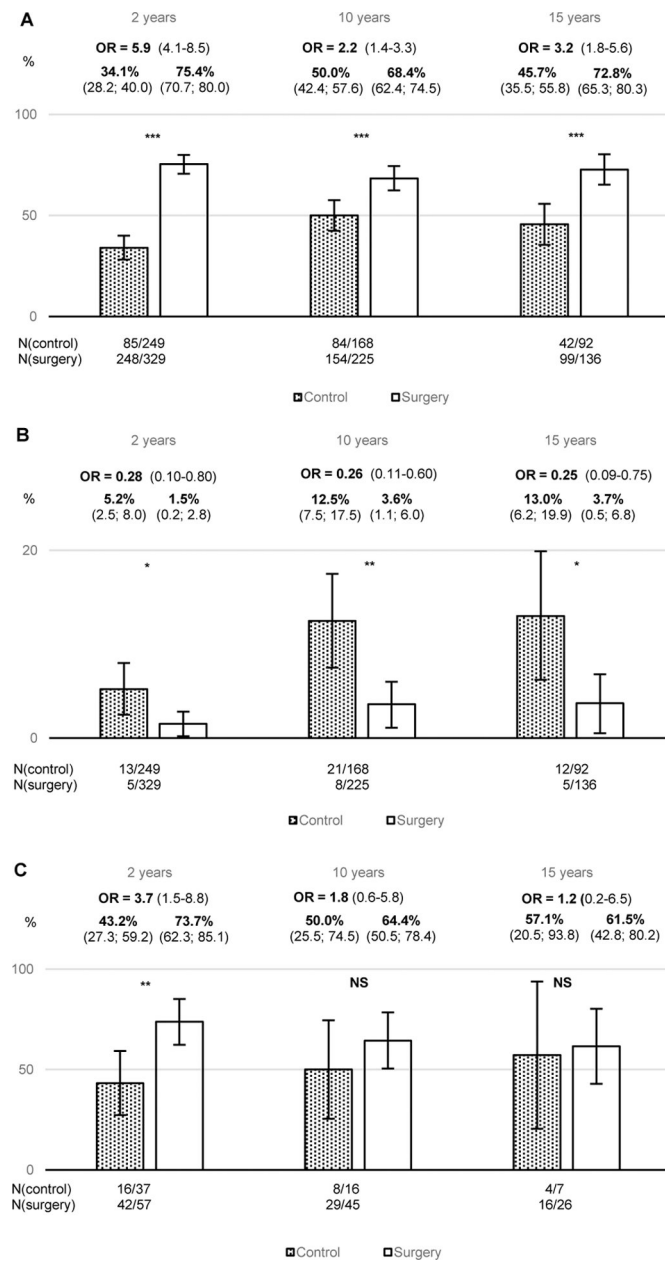 A
2 years 10 years 15 years
OR = 5.9 (4.1-8.5) OR = 2.2 (1.4-3.3) OR = 3.2 (1.8-5.6)
%
34.1% 75.4% 50.0% 68.4% 45.7% 72.8%
(28.2; 40.0) (70.7; 80.0) (42.4; 57.6) (62.4; 74.5) (35.5; 55.8) (65.3; 80.3)
100
*** *** ***
50
0
N(control) 85/249 84/168 42/92
N(surgery) 248/329 154/225 99/136
Control Surgery
B
2 years 10 years 15 years
OR = 0.28 (0.10-0.80) OR = 0.26 (0.11-0.60) OR = 0.25 (0.09-0.75)
%
5.2% 1.5% 12.5% 3.6% 13.0% 3.7%
(2.5; 8.0) (0.2; 2.8) (7.5; 17.5) (1.1; 6.0) (6.2; 19.9) (0.5; 6.8)
20
* ** *
0
N(control) 13/249 21/168 12/92
N(surgery) 5/329 8/225 5/136
Control Surgery
C
2 years 10 years 15 years
OR = 3.7 (1.5-8.8) OR = 1.8 (0.6-5.8) OR = 1.2 (0.2-6.5)
%
43.2% 73.7% 50.0% 64.4% 57.1% 61.5%
(27.3; 59.2) (62.3; 85.1) (25.5; 74.5) (50.5; 78.4) (20.5; 93.8) (42.8; 80.2)
100
** NS NS
50
0
N(control) 16/37 8/16 4/7
N(surgery) 42/57 29/45 16/26
Control Surgery